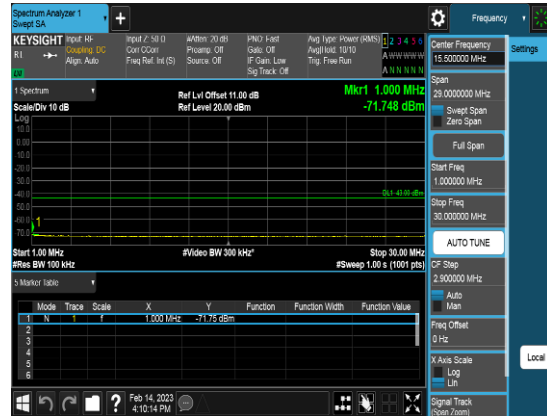 Spectrum Analyzer 1
Swept SA
+
Frequency
KEYSIGHT
R1
LXI
Input: RF
Coupling: DC
Align: Auto
Input Z: 50 Ω
Corr CCorr
Freq Ref: Int (S)
#Atten: 20 dB
Preamp: Off
Source: Off
PNO: Fast
Gate: Off
IF Gain: Low
Sig Track: Off
Avg Type: Power (RMS)
Avg|Hold: 10/10
Trig: Free Run
1 2 3 4 5 6
A W W W W W
A N N N N N
1 Spectrum
Scale/Div 10 dB
Ref Lvl Offset 11.00 dB
Ref Level 20.00 dBm
Mkr1 1.000 MHz
-71.748 dBm
Log
10.0
0.00
-10.0
-20.0
-30.0
-40.0
-50.0
-60.0
-70.0
DL1 -43.00 dBm
1
Start 1.00 MHz
#Res BW 100 kHz
#Video BW 300 kHz*
Stop 30.00 MHz
#Sweep 1.00 s (1001 pts)
5 Marker Table
Mode Trace Scale X Y Function Function Width Function Value
1 N 1 f 1.000 MHz -71.75 dBm
2
3
4
5
6
Center Frequency
15.500000 MHz
Settings
Span
29.0000000 MHz
Swept Span
Zero Span
Full Span
Start Freq
1.000000 MHz
Stop Freq
30.000000 MHz
AUTO TUNE
CF Step
2.900000 MHz
Auto
Man
Freq Offset
0 Hz
X Axis Scale
Log
Lin
Local
Signal Track
(Span Zoom)
?
Feb 14, 2023
4:10:14 PM